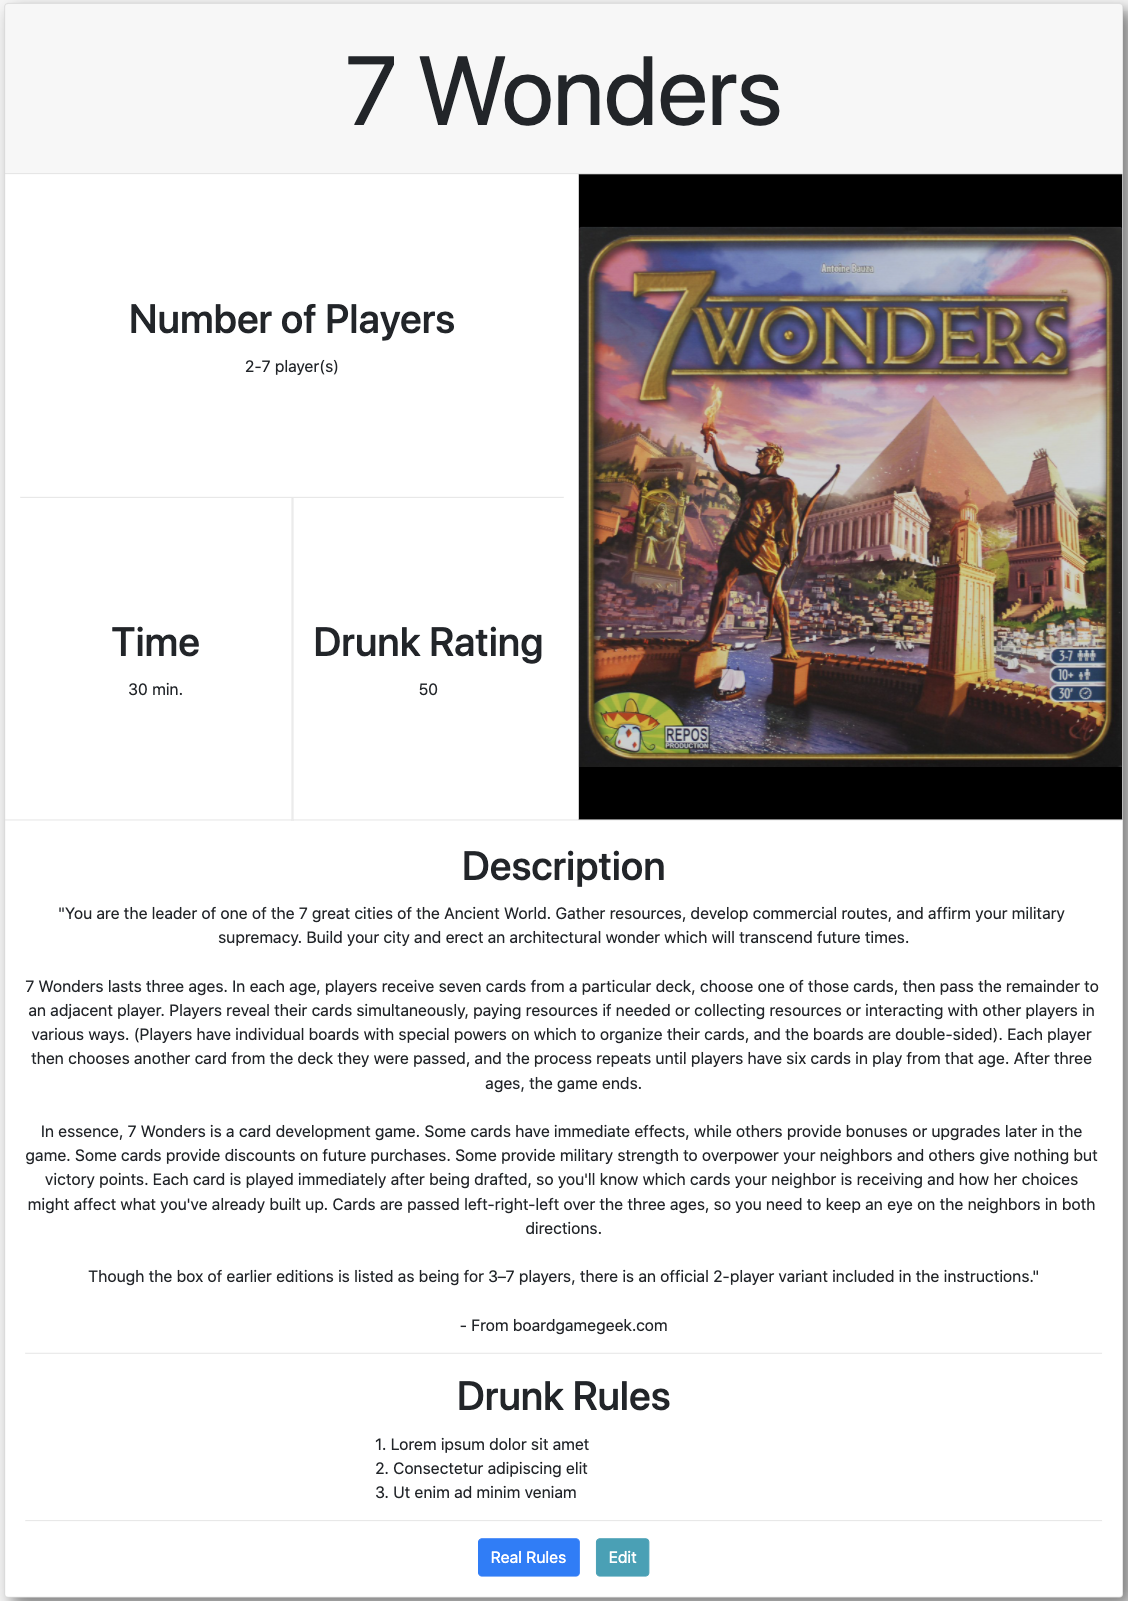 7 Wonders
Number of Players
2-7 player(s)
Time
30 min.
Drunk Rating
50
Antoine Bauza
7 WONDERS
3-7
10+
30'
REPOS
PRODUCTION
Description
"You are the leader of one of the 7 great cities of the Ancient World. Gather resources, develop commercial routes, and affirm your military
supremacy. Build your city and erect an architectural wonder which will transcend future times.
7 Wonders lasts three ages. In each age, players receive seven cards from a particular deck, choose one of those cards, then pass the remainder to
an adjacent player. Players reveal their cards simultaneously, paying resources if needed or collecting resources or interacting with other players in
various ways. (Players have individual boards with special powers on which to organize their cards, and the boards are double-sided). Each player
then chooses another card from the deck they were passed, and the process repeats until players have six cards in play from that age. After three
ages, the game ends.
In essence, 7 Wonders is a card development game. Some cards have immediate effects, while others provide bonuses or upgrades later in the
game. Some cards provide discounts on future purchases. Some provide military strength to overpower your neighbors and others give nothing but
victory points. Each card is played immediately after being drafted, so you'll know which cards your neighbor is receiving and how her choices
might affect what you've already built up. Cards are passed left-right-left over the three ages, so you need to keep an eye on the neighbors in both
directions.
Though the box of earlier editions is listed as being for 3–7 players, there is an official 2-player variant included in the instructions."
- From boardgamegeek.com
Drunk Rules
1. Lorem ipsum dolor sit amet
2. Consectetur adipiscing elit
3. Ut enim ad minim veniam
Real Rules
Edit